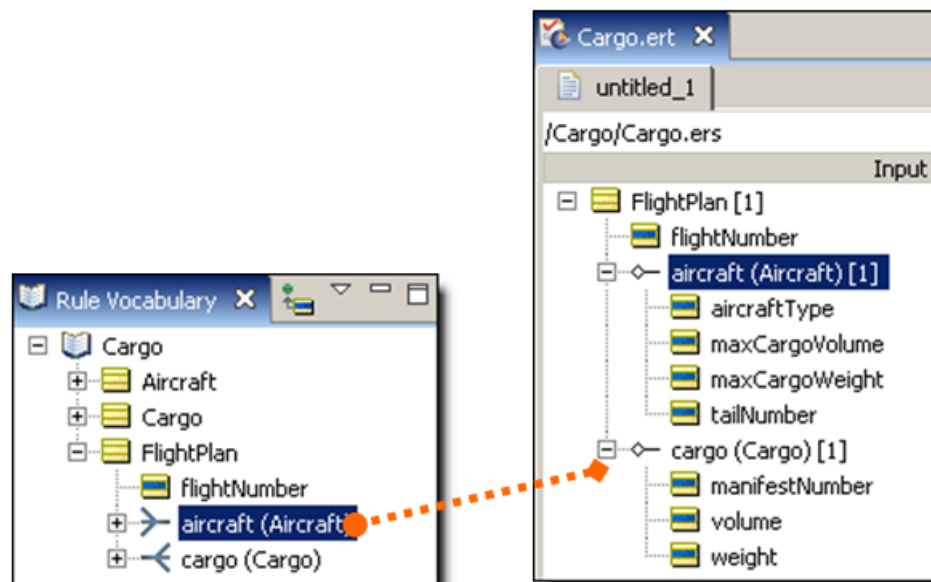 Rule Vocabulary
Cargo
Aircraft
Cargo
FlightPlan
flightNumber
aircraft (Aircraft)
cargo (Cargo)
Cargo.ert
untitled_1
/Cargo/Cargo.ers
Input
FlightPlan [1]
flightNumber
aircraft (Aircraft) [1]
aircraftType
maxCargoVolume
maxCargoWeight
tailNumber
cargo (Cargo) [1]
manifestNumber
volume
weight